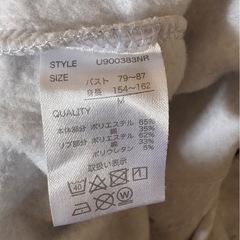 STYLE U900383NR
SIZE バスト 79~87
身長 154~162
M
QUALITY
本体部分 ポリエステル 65%
綿 35%
リブ部分 ポリエステル 62%
綿 33%
ポリウレタン 5%
取扱い表示
40